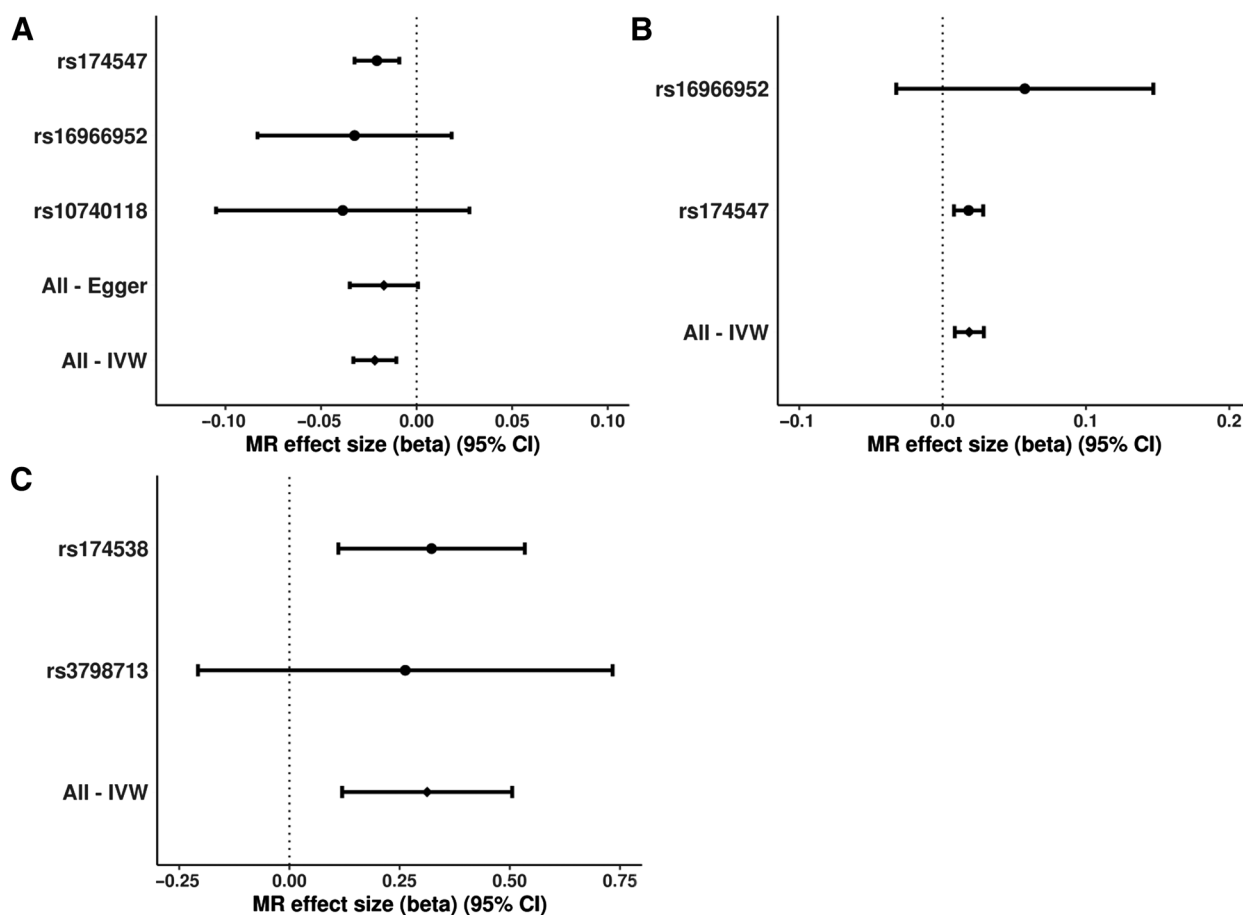 A
rs174547
rs16966952
rs10740118
All - Egger
All - IVW
−0.10 −0.05 0.00 0.05 0.10
MR effect size (beta) (95% CI)
B
rs16966952
rs174547
All - IVW
−0.1 0.0 0.1 0.2
MR effect size (beta) (95% CI)
C
rs174538
rs3798713
All - IVW
−0.25 0.00 0.25 0.50 0.75
MR effect size (beta) (95% CI)